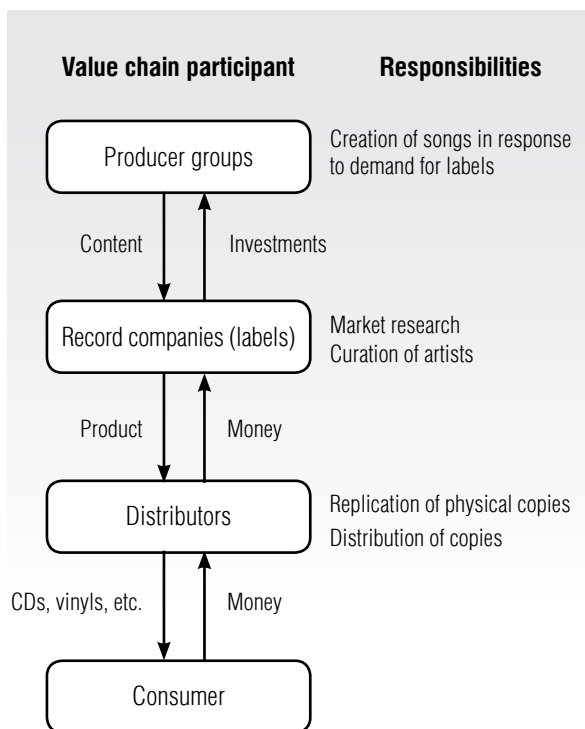 Value chain participant
Responsibilities
Producer groups
Creation of songs in response
to demand for labels
Content
Investments
Record companies (labels)
Market research
Curation of artists
Product
Money
Distributors
Replication of physical copies
Distribution of copies
CDs, vinyls, etc.
Money
Consumer